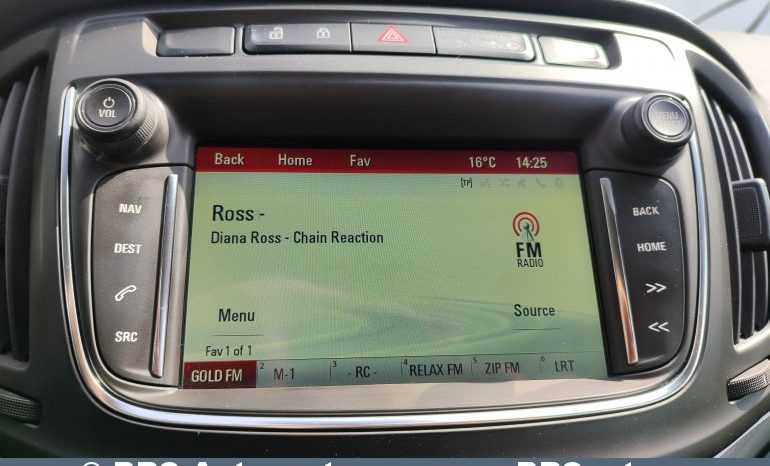 VOL
MENU
Back Home Fav 16°C 14:25
[TP]
NAV
DEST
SRC
BACK
HOME
>>
<<
Ross -
Diana Ross - Chain Reaction
FM
RADIO
Menu
Source
Fav 1 of 1
GOLD FM 2 M-1 3 - RC - 4 RELAX FM 5 ZIP FM 6 LRT